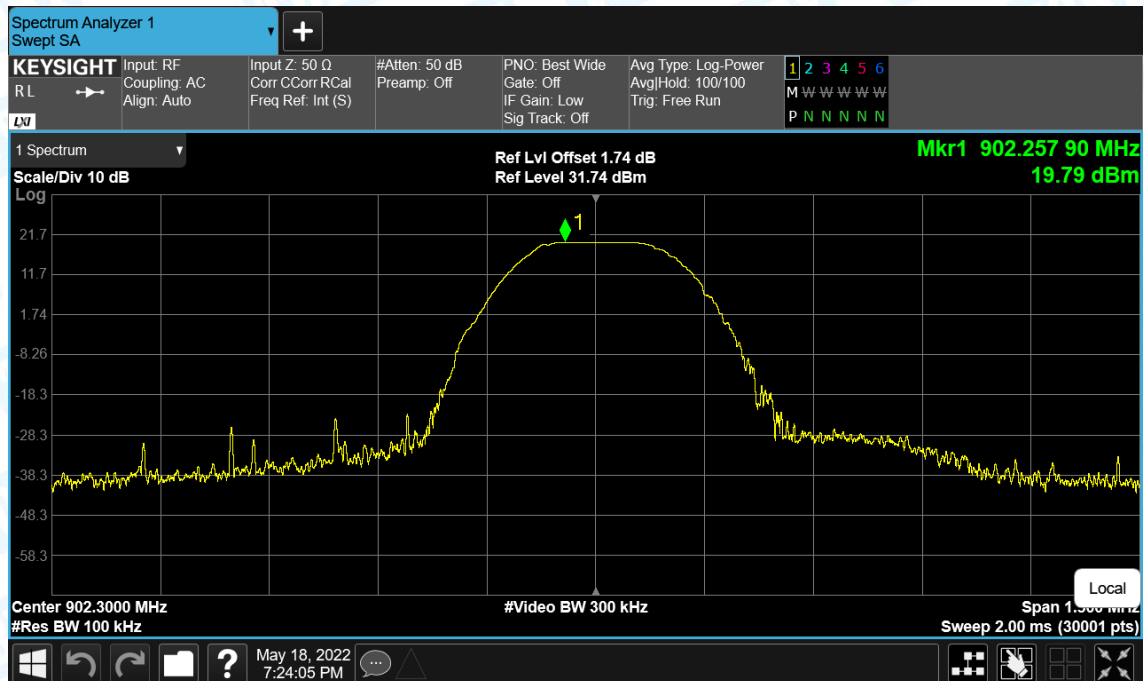 Spectrum Analyzer 1
Swept SA
KEYSIGHT
RL
LXI
Input: RF
Coupling: AC
Align: Auto
Input Z: 50 Ω
Corr CCorr RCal
Freq Ref: Int (S)
#Atten: 50 dB
Preamp: Off
PNO: Best Wide
Gate: Off
IF Gain: Low
Sig Track: Off
Avg Type: Log-Power
Avg|Hold: 100/100
Trig: Free Run
1 2 3 4 5 6
M W W W W W
P N N N N N
1 Spectrum
Scale/Div 10 dB
Log
Ref Lvl Offset 1.74 dB
Ref Level 31.74 dBm
Mkr1 902.257 90 MHz
19.79 dBm
1
21.7
11.7
1.74
-8.26
-18.3
-28.3
-38.3
-48.3
-58.3
Local
Center 902.3000 MHz
#Video BW 300 kHz
Span
#Res BW 100 kHz
Sweep 2.00 ms (30001 pts)
?
May 18, 2022
7:24:05 PM